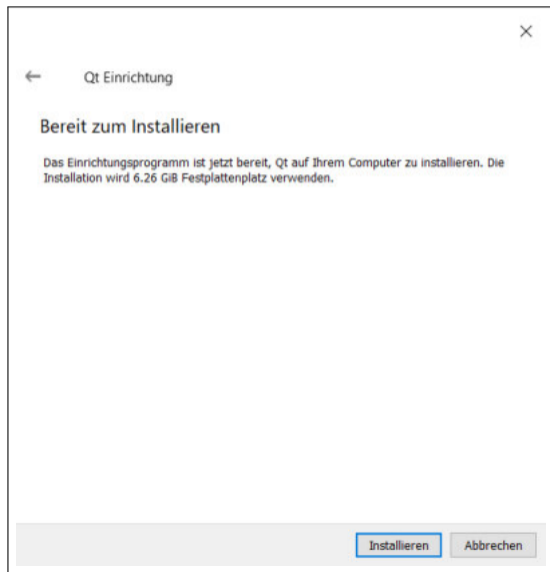 Qt Einrichtung
Bereit zum Installieren
Das Einrichtungsprogramm ist jetzt bereit, Qt auf Ihrem Computer zu installieren. Die
Installation wird 6.26 GiB Festplattenplatz verwenden.
Installieren Abbrechen